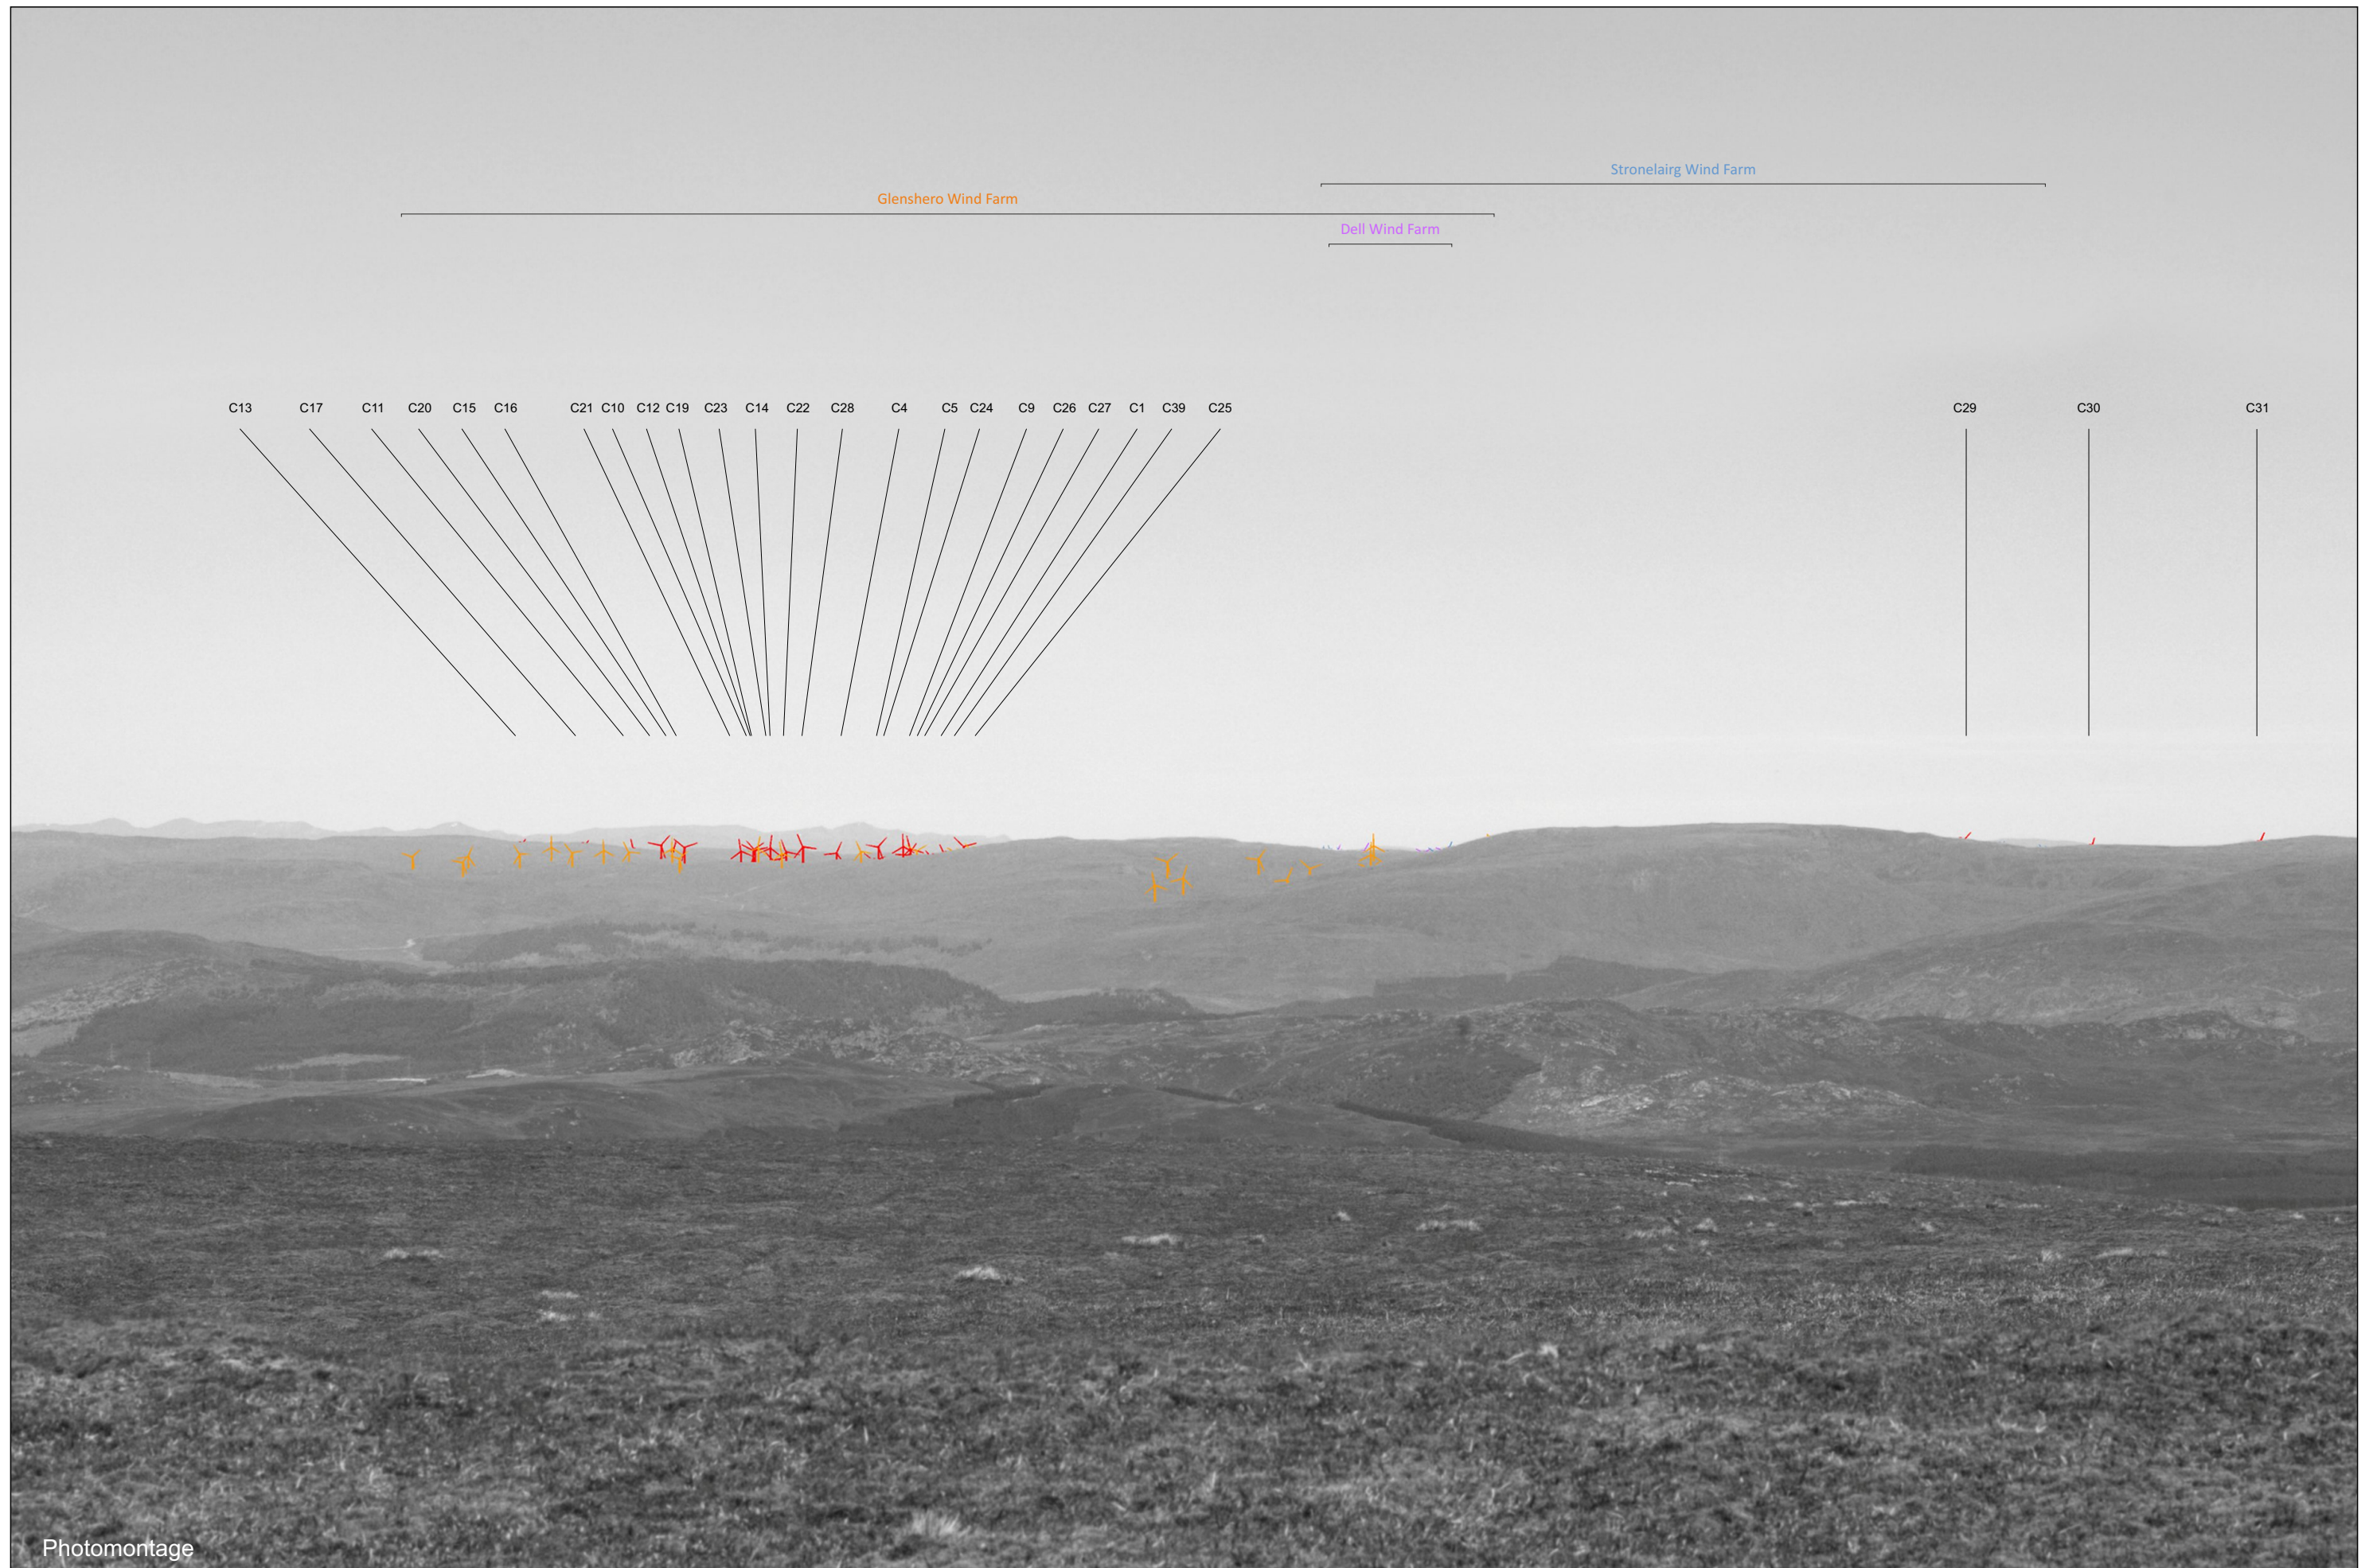 Stronelairg Wind Farm
Glenshero Wind Farm
Dell Wind Farm
C13 C17 C11 C20 C15 C16 C21 C10 C12 C19 C23 C14 C22 C28 C4 C5 C24 C9 C26 C27 C1 C39 C25 C29 C30 C31
Photomontage